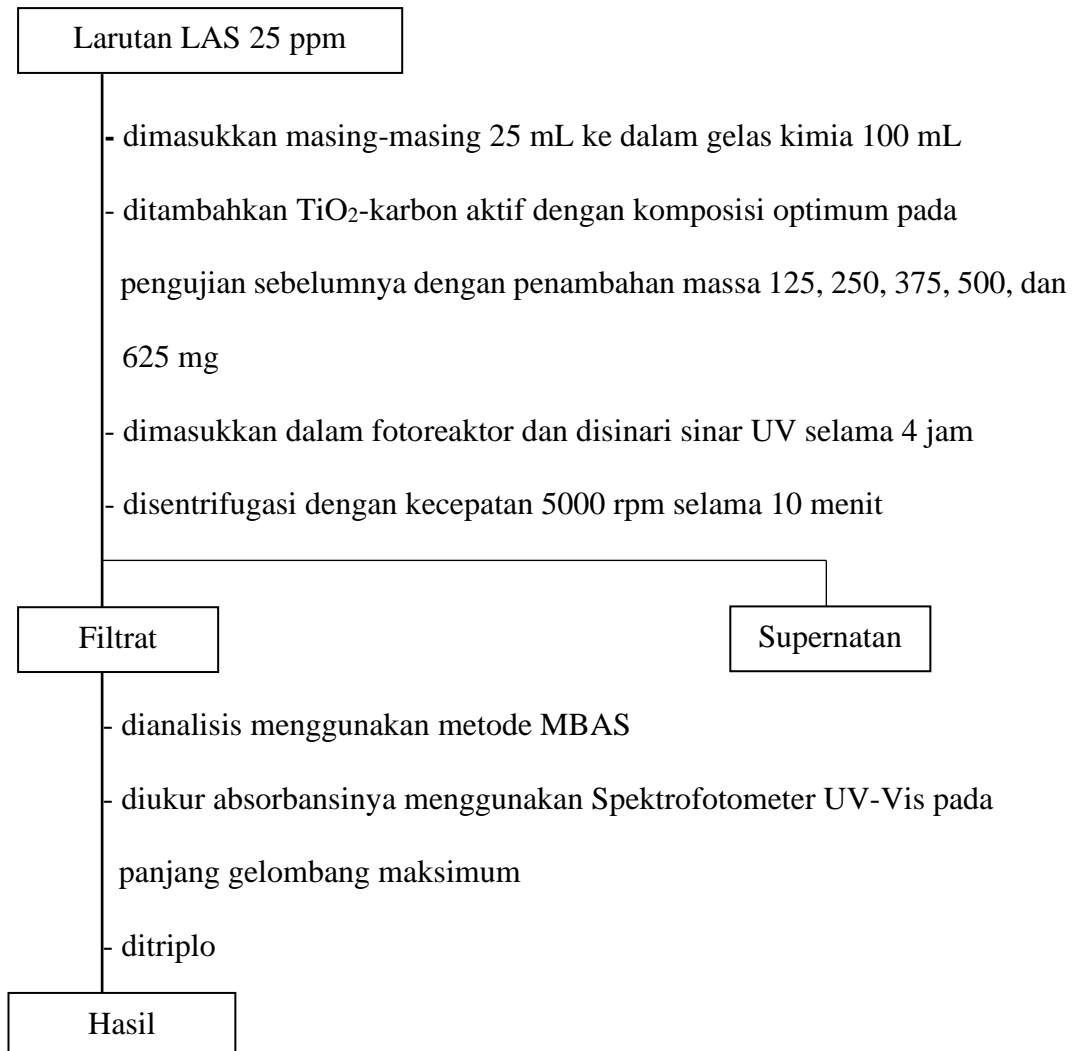 Larutan LAS 25 ppm
- dimasukkan masing-masing 25 mL ke dalam gelas kimia 100 mL
- ditambahkan TiO₂-karbon aktif dengan komposisi optimum pada
pengujian sebelumnya dengan penambahan massa 125, 250, 375, 500, dan
625 mg
- dimasukkan dalam fotoreaktor dan disinari sinar UV selama 4 jam
- disentrifugasi dengan kecepatan 5000 rpm selama 10 menit
Filtrat
Supernatan
- dianalisis menggunakan metode MBAS
- diukur absorbansinya menggunakan Spektrofotometer UV-Vis pada
panjang gelombang maksimum
- ditriplo
Hasil